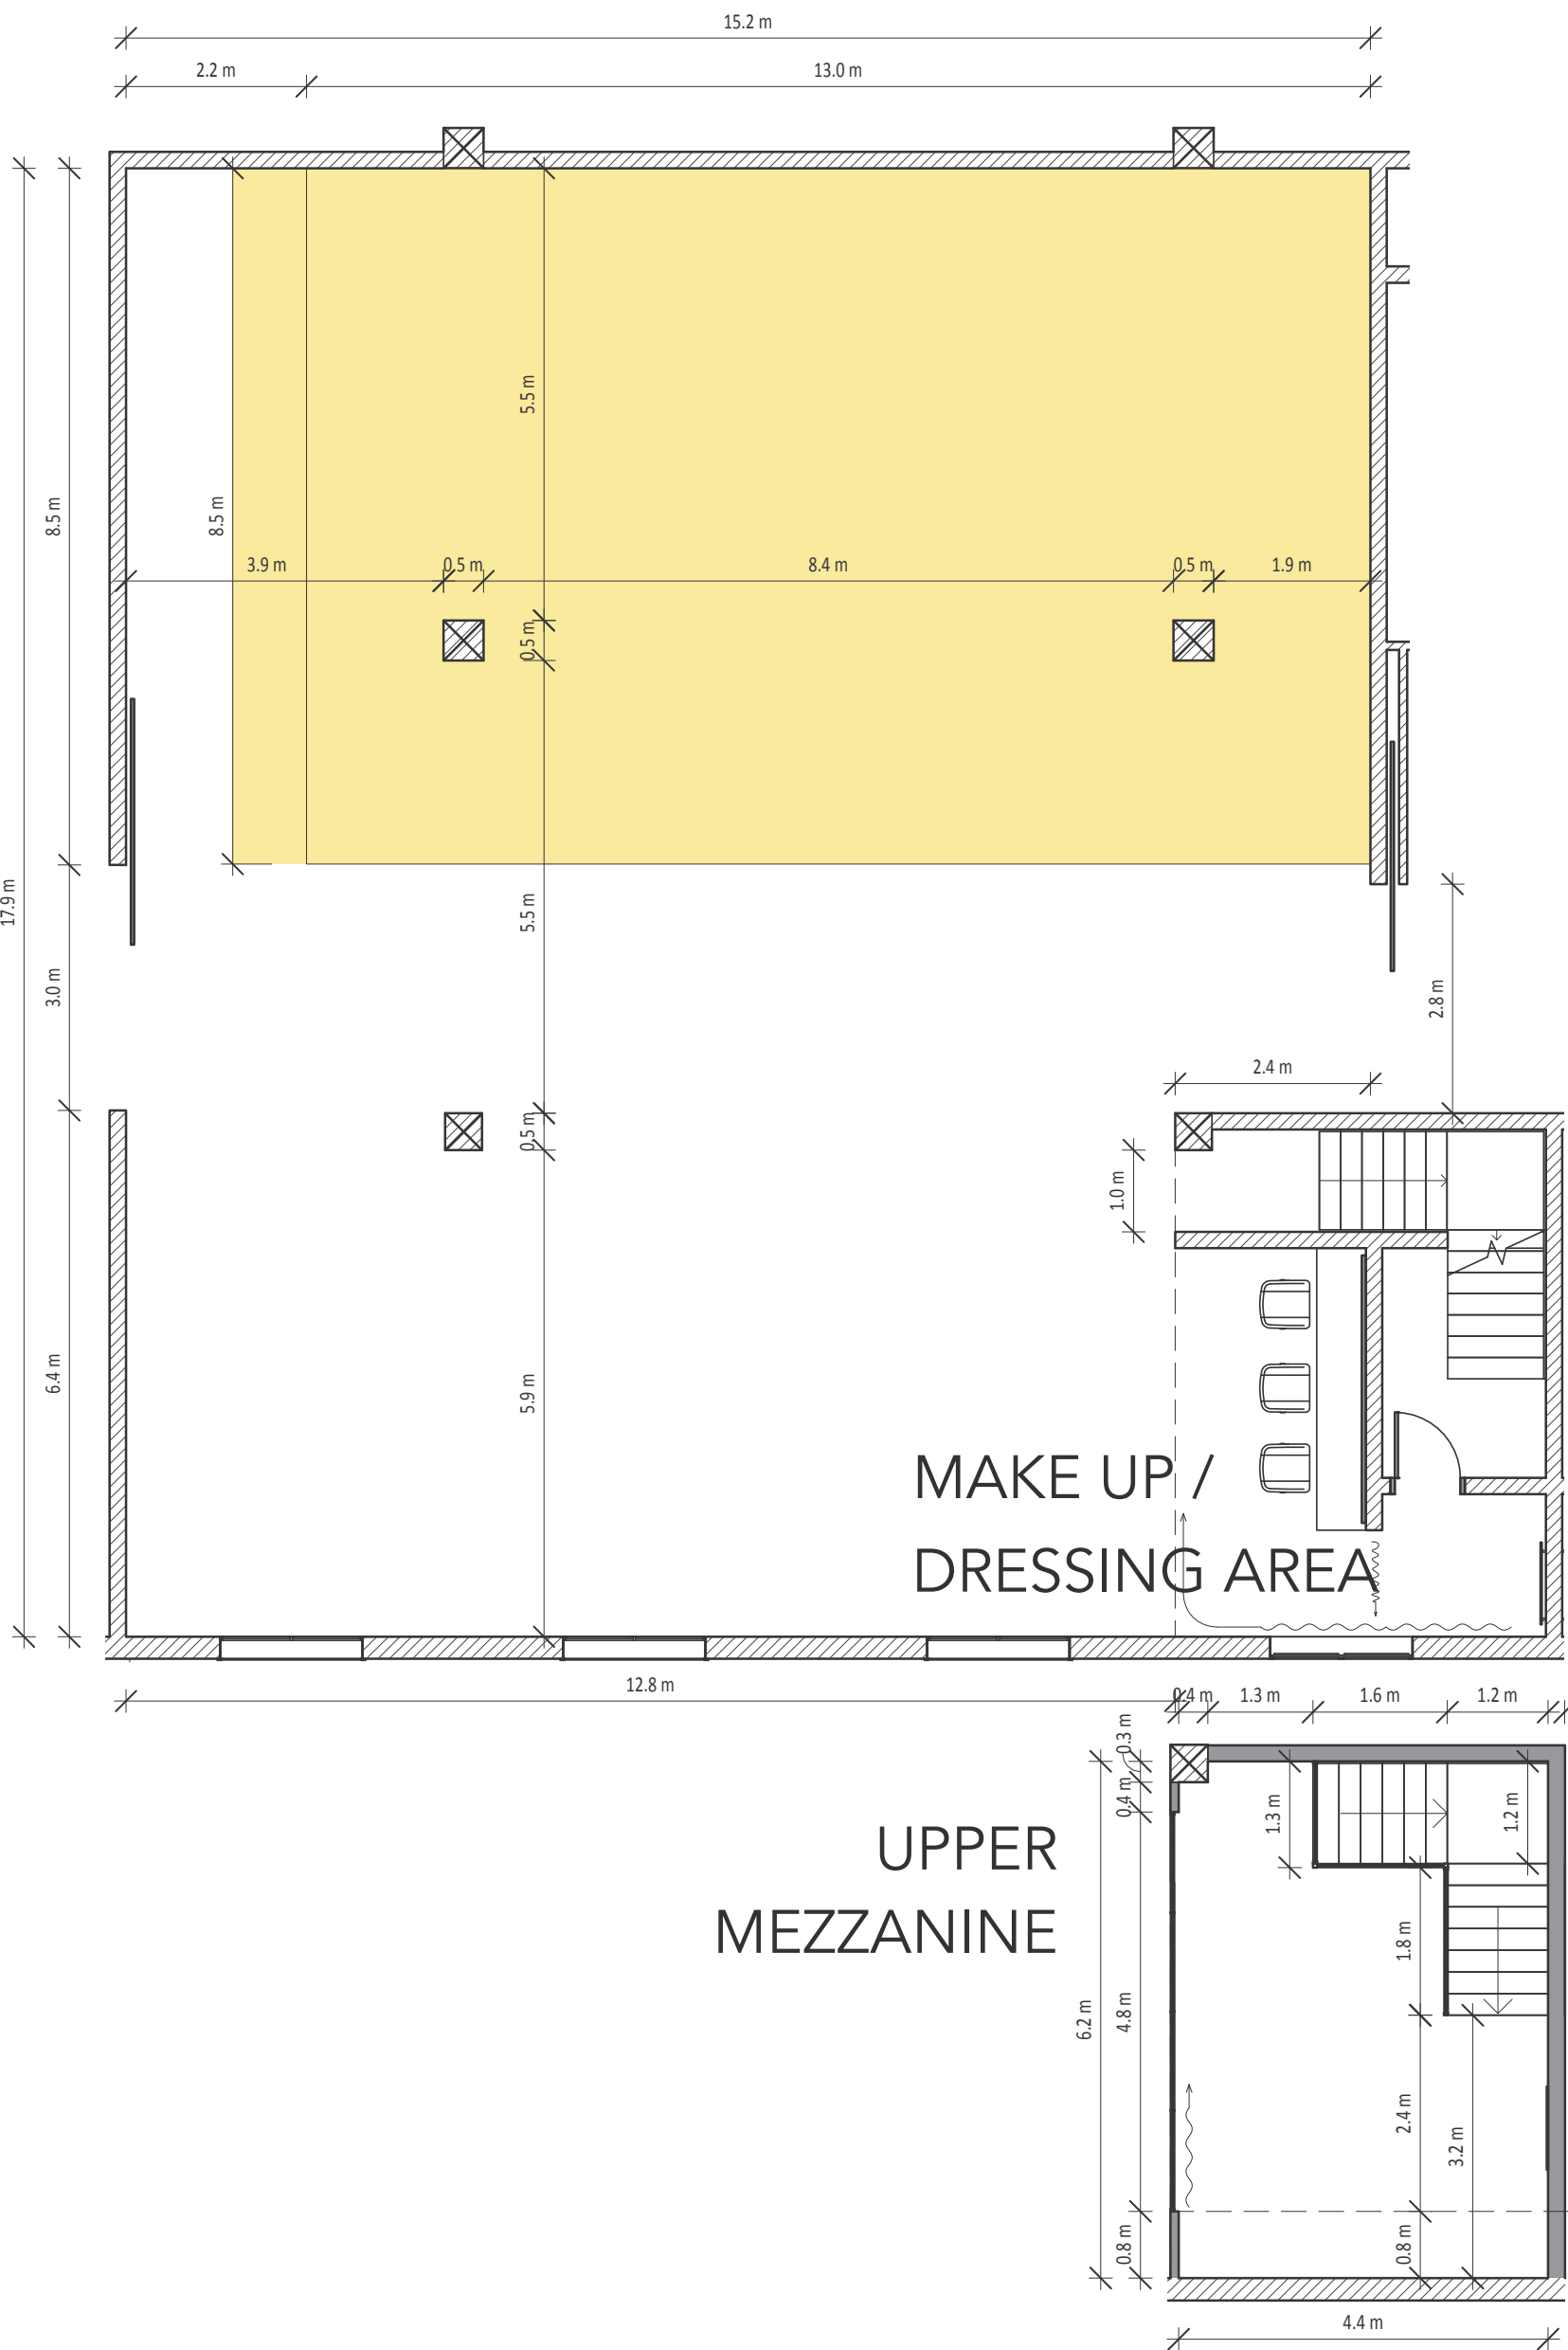 15.2 m
2.2 m
13.0 m
5.5 m
8.5 m
8.5 m
3.9 m
0.5 m
8.4 m
0.5 m
1.9 m
0.5 m
17.9 m
5.5 m
3.0 m
2.8 m
2.4 m
0.5 m
1.0 m
6.4 m
5.9 m
MAKE UP /
DRESSING AREA
12.8 m
0.4 m
1.3 m
1.6 m
1.2 m
0.3 m
0.4 m
1.3 m
1.2 m
UPPER
MEZZANINE
1.8 m
6.2 m
4.8 m
2.4 m
3.2 m
0.8 m
0.8 m
4.4 m